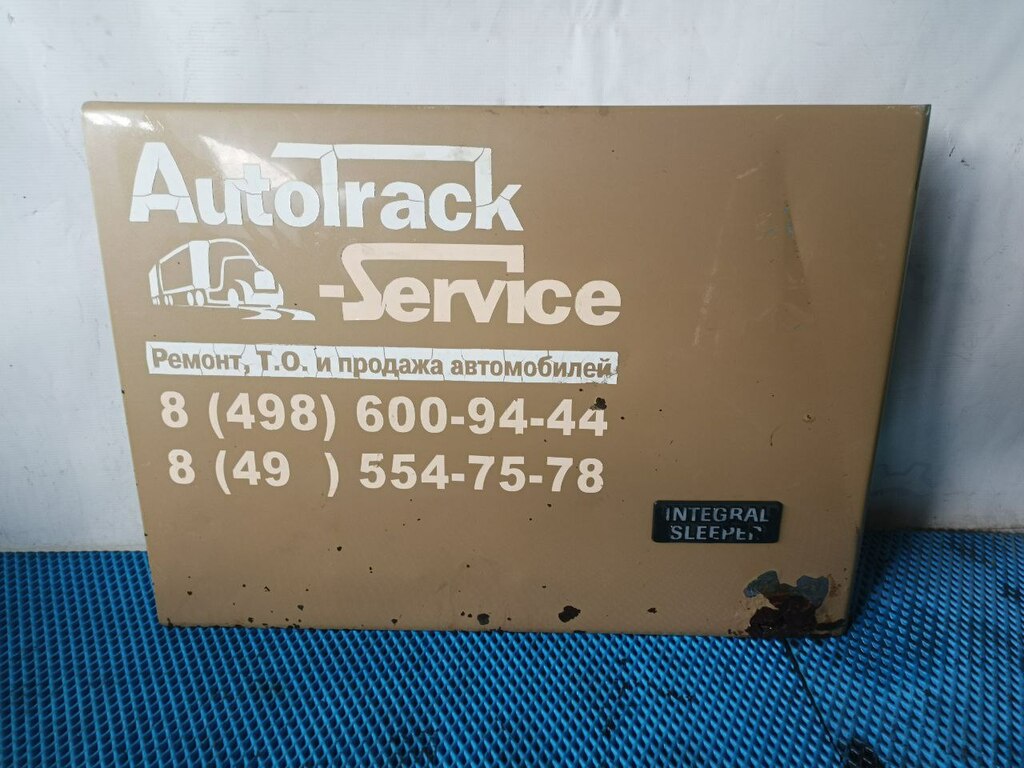 AutoTrack
-Service
Ремонт, Т.О. и продажа автомобилей
8 (498) 600-94-44
8 (49 ) 554-75-78
INTEGRAL
SLEEPER